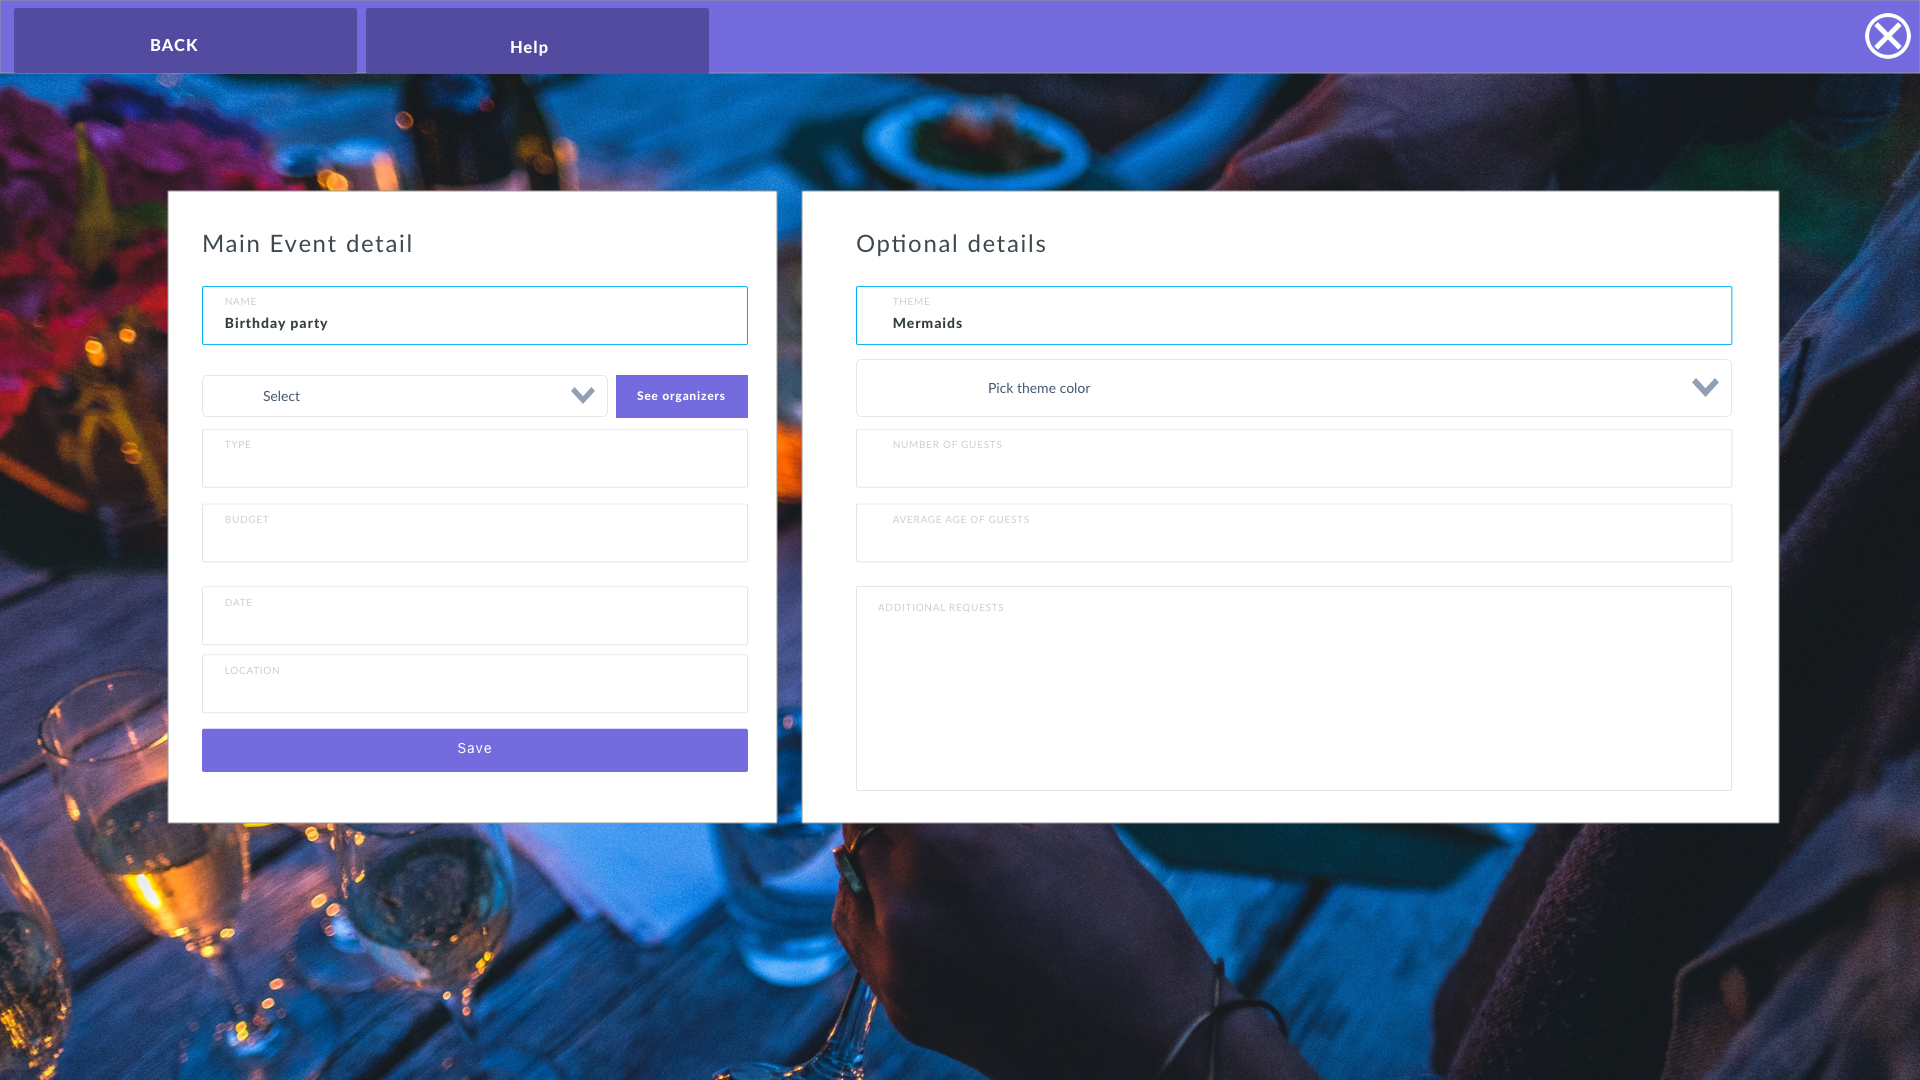 BACK
Help
Main Event detail
NAME
Birthday party
Select
See organizers
TYPE
BUDGET
DATE
LOCATION
Save
Optional details
THEME
Mermaids
Pick theme color
NUMBER OF GUESTS
AVERAGE AGE OF GUESTS
ADDITIONAL REQUESTS